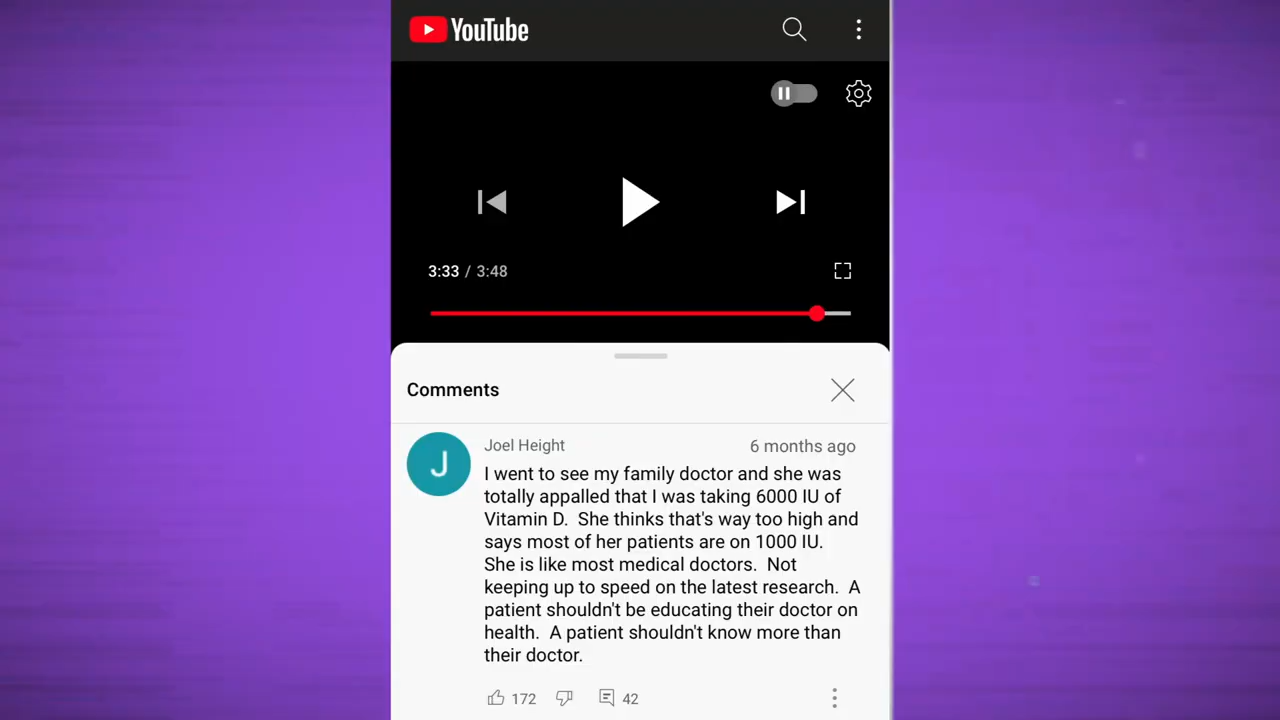 YouTube
3:33 / 3:48
Comments
J
Joel Height
6 months ago
I went to see my family doctor and she was
totally appalled that I was taking 6000 IU of
Vitamin D.  She thinks that's way too high and
says most of her patients are on 1000 IU.
She is like most medical doctors.  Not
keeping up to speed on the latest research.  A
patient shouldn't be educating their doctor on
health.  A patient shouldn't know more than
their doctor.
172
42